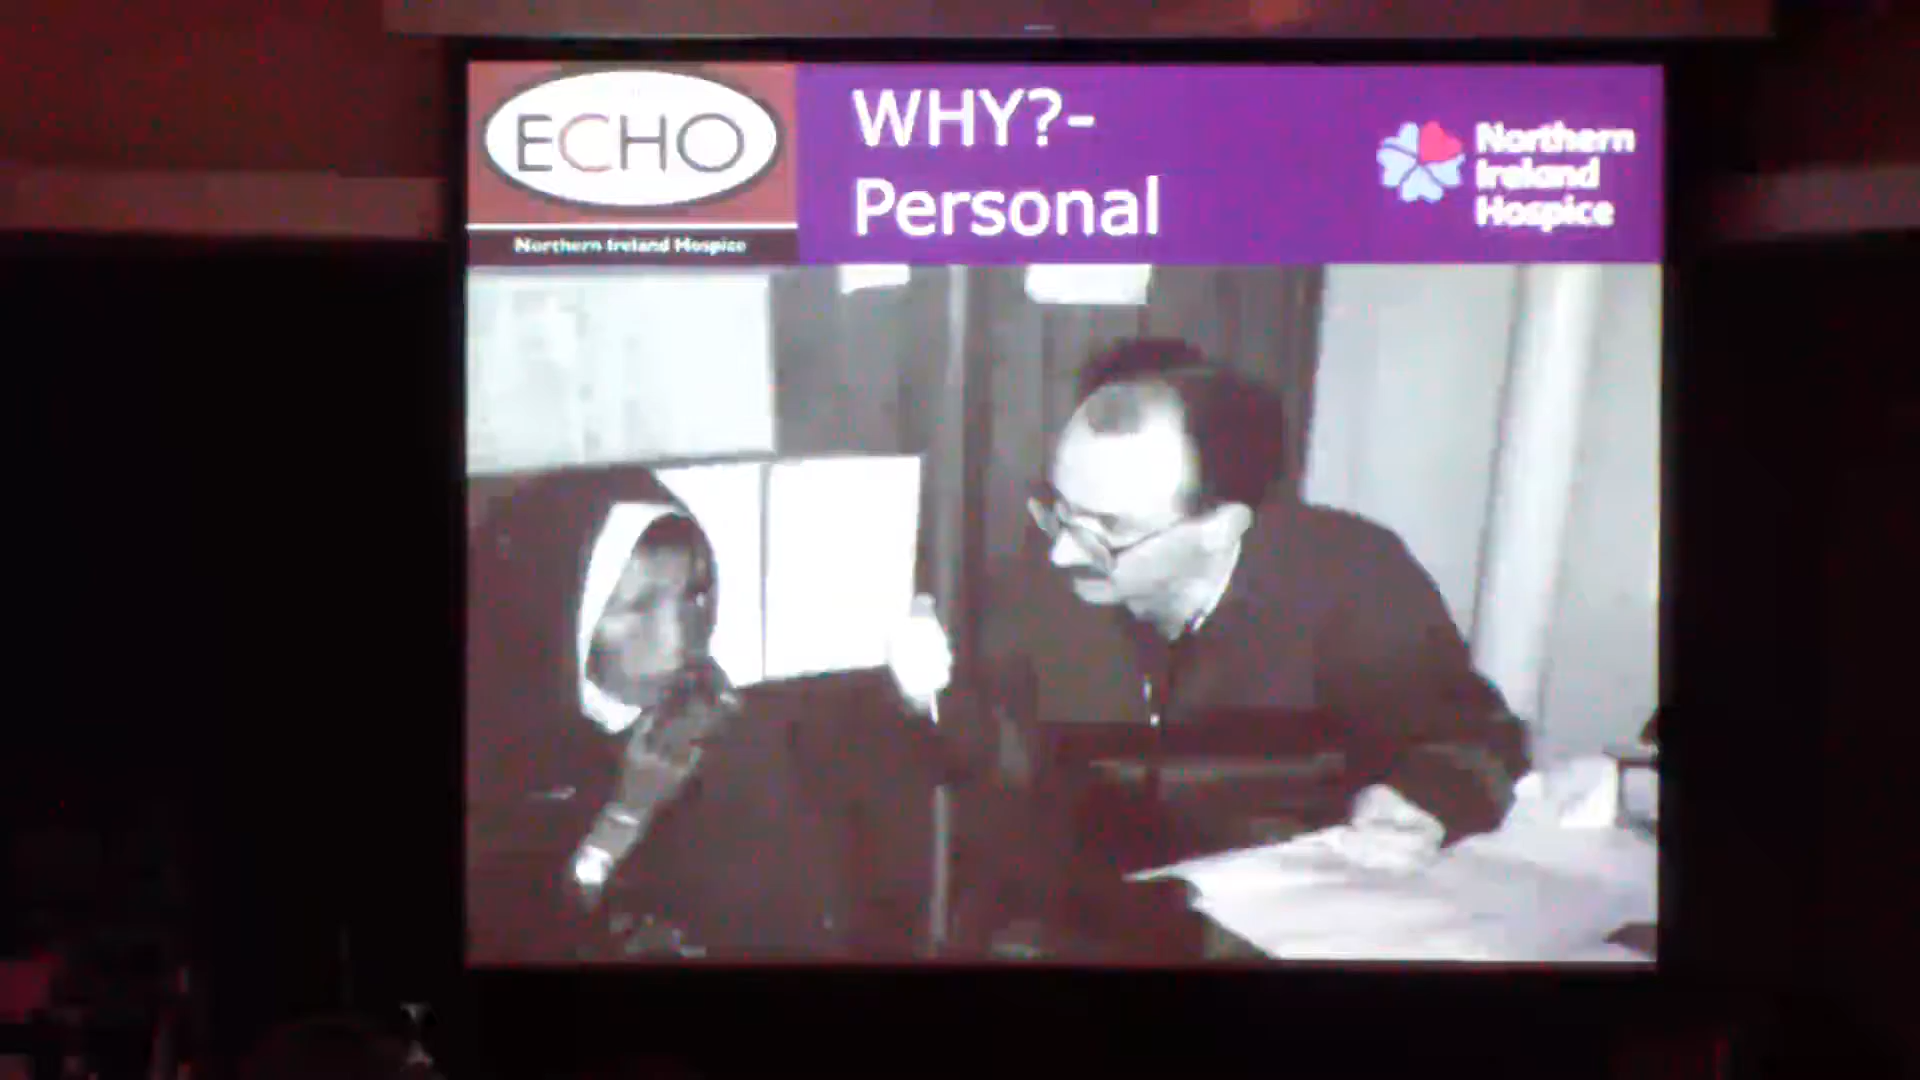 ECHO
Northern Ireland Hospice
WHY?-
Personal
Northern
Ireland
Hospice